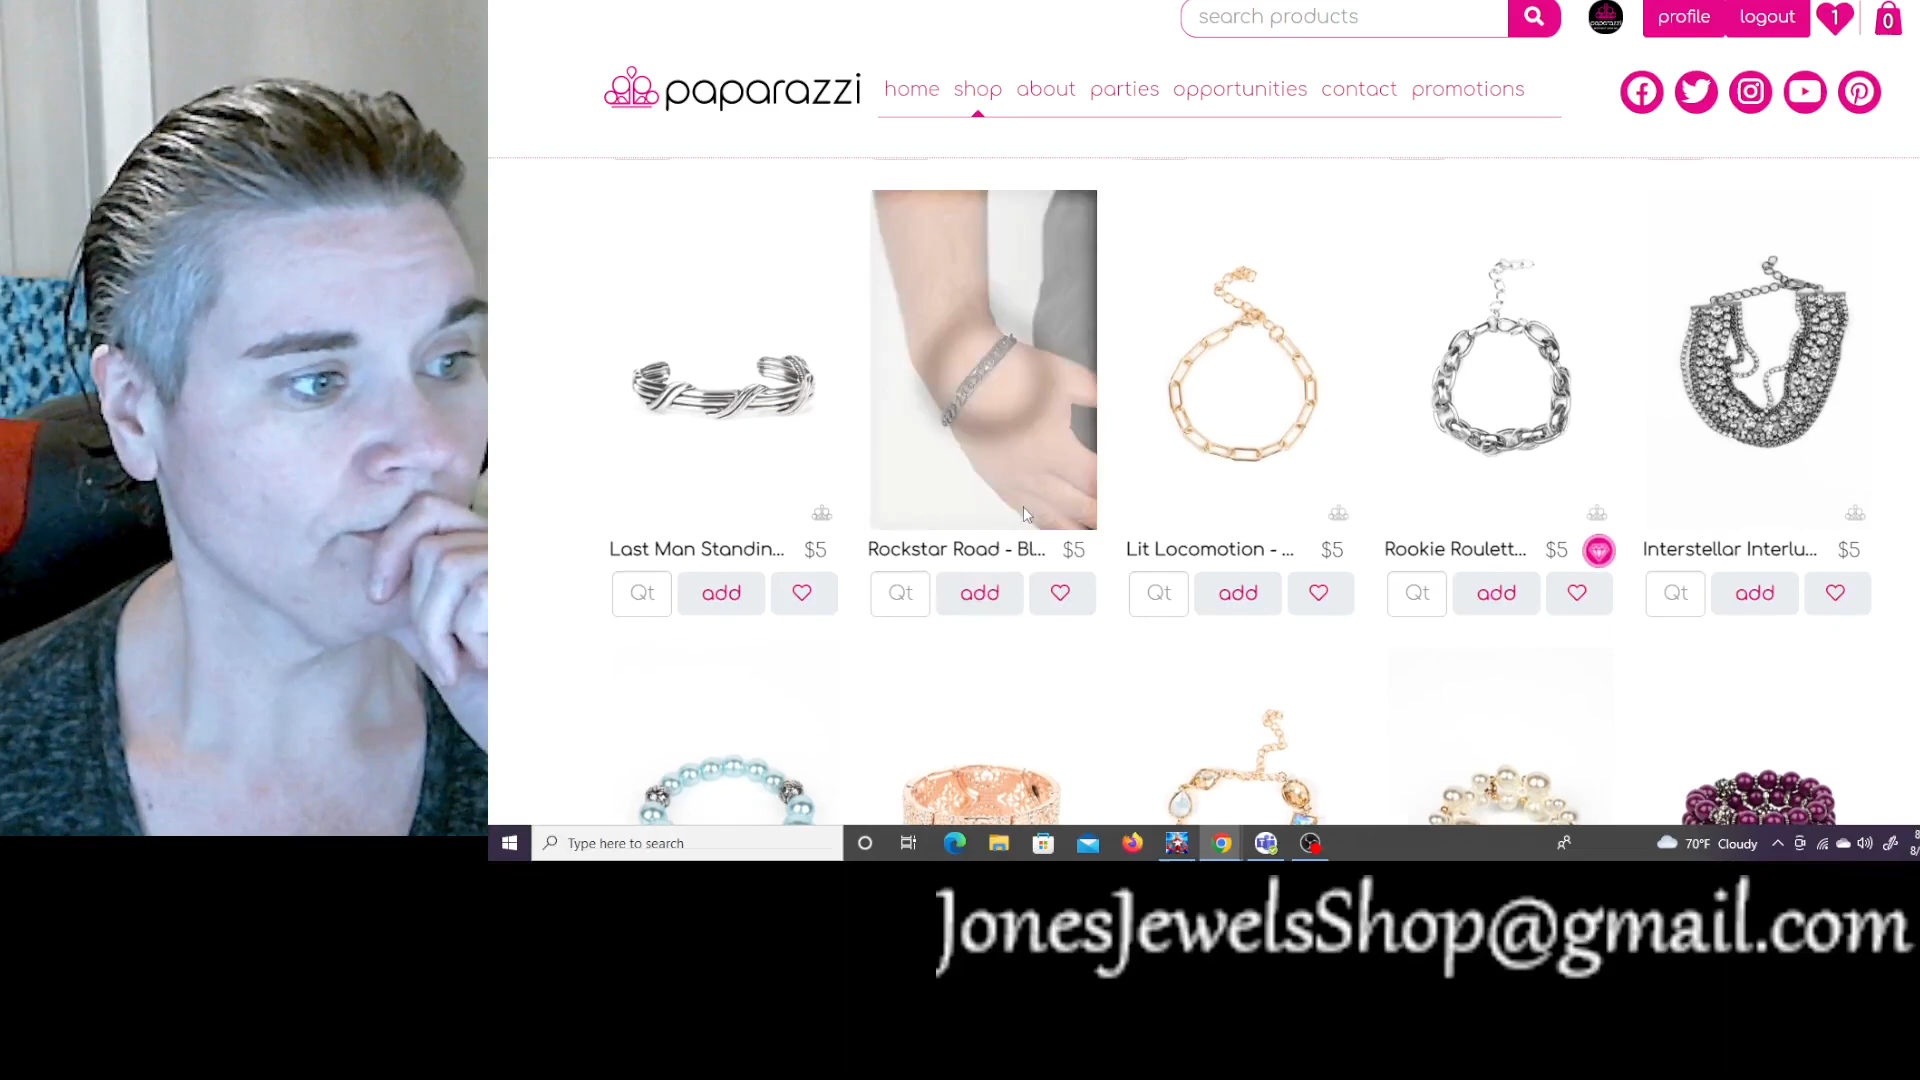 search products
profile
logout
1
0
paparazzi
home shop about parties opportunities contact promotions
Last Man Standin... $5
Rockstar Road - Bl... $5
Lit Locomotion - ... $5
Rookie Roulett... $5
Interstellar Interlu... $5
Qt add
Qt add
Qt add
Qt add
Qt add
Type here to search
70°F Cloudy
JonesJewelsShop@gmail.com